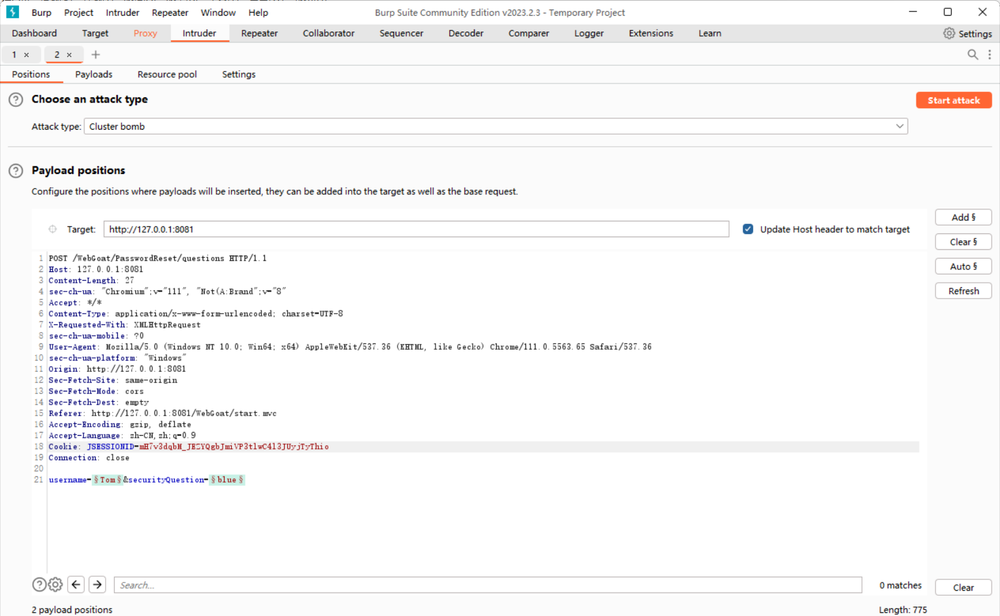 Burp Project Intruder Repeater Window Help Burp Suite Community Edition v2023.2.3 - Temporary Project
Dashboard Target Proxy Intruder Repeater Collaborator Sequencer Decoder Comparer Logger Extensions Learn Settings
1 × 2 × +
Positions Payloads Resource pool Settings
Choose an attack type
Start attack
Attack type: Cluster bomb
Payload positions
Configure the positions where payloads will be inserted, they can be added into the target as well as the base request.
Target: http://127.0.0.1:8081 Update Host header to match target
Add §
Clear §
Auto §
Refresh
1 POST /WebGoat/PasswordReset/questions HTTP/1.1
2 Host: 127.0.0.1:8081
3 Content-Length: 27
4 sec-ch-ua: "Chromium";v="111", "Not(A:Brand";v="8"
5 Accept: */*
6 Content-Type: application/x-www-form-urlencoded; charset=UTF-8
7 X-Requested-With: XMLHttpRequest
8 sec-ch-ua-mobile: ?0
9 User-Agent: Mozilla/5.0 (Windows NT 10.0; Win64; x64) AppleWebKit/537.36 (KHTML, like Gecko) Chrome/111.0.5563.65 Safari/537.36
10 sec-ch-ua-platform: "Windows"
11 Origin: http://127.0.0.1:8081
12 Sec-Fetch-Site: same-origin
13 Sec-Fetch-Mode: cors
14 Sec-Fetch-Dest: empty
15 Referer: http://127.0.0.1:8081/WebGoat/start.mvc
16 Accept-Encoding: gzip, deflate
17 Accept-Language: zh-CN,zh;q=0.9
18 Cookie: JSESSIONID=mH7v3dqbM_JEZYQgbJmiVP3tlwC4l3JUyjTyThio
19 Connection: close
20
21 username=§Tom§&securityQuestion=§blue§
Search... 0 matches Clear
2 payload positions Length: 775